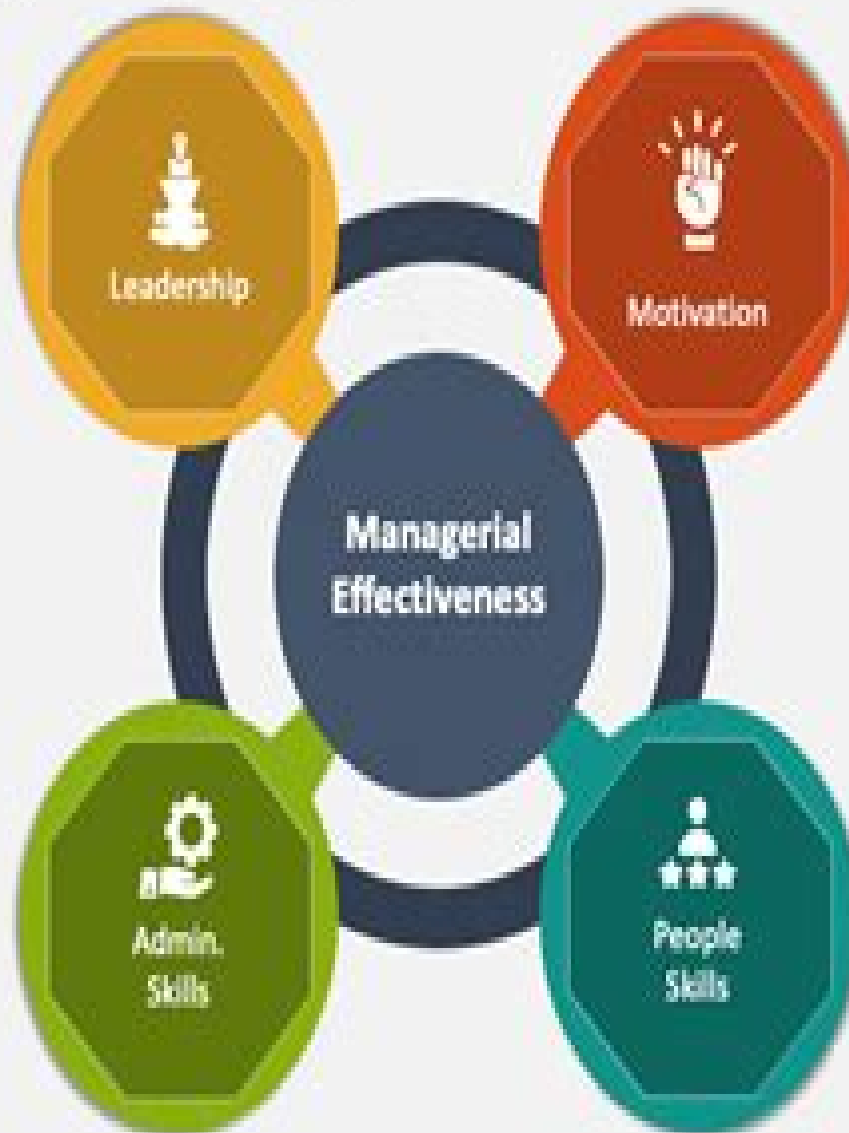 Leadership
Motivation
Managerial
Effectiveness
Admin.
Skills
People
Skills